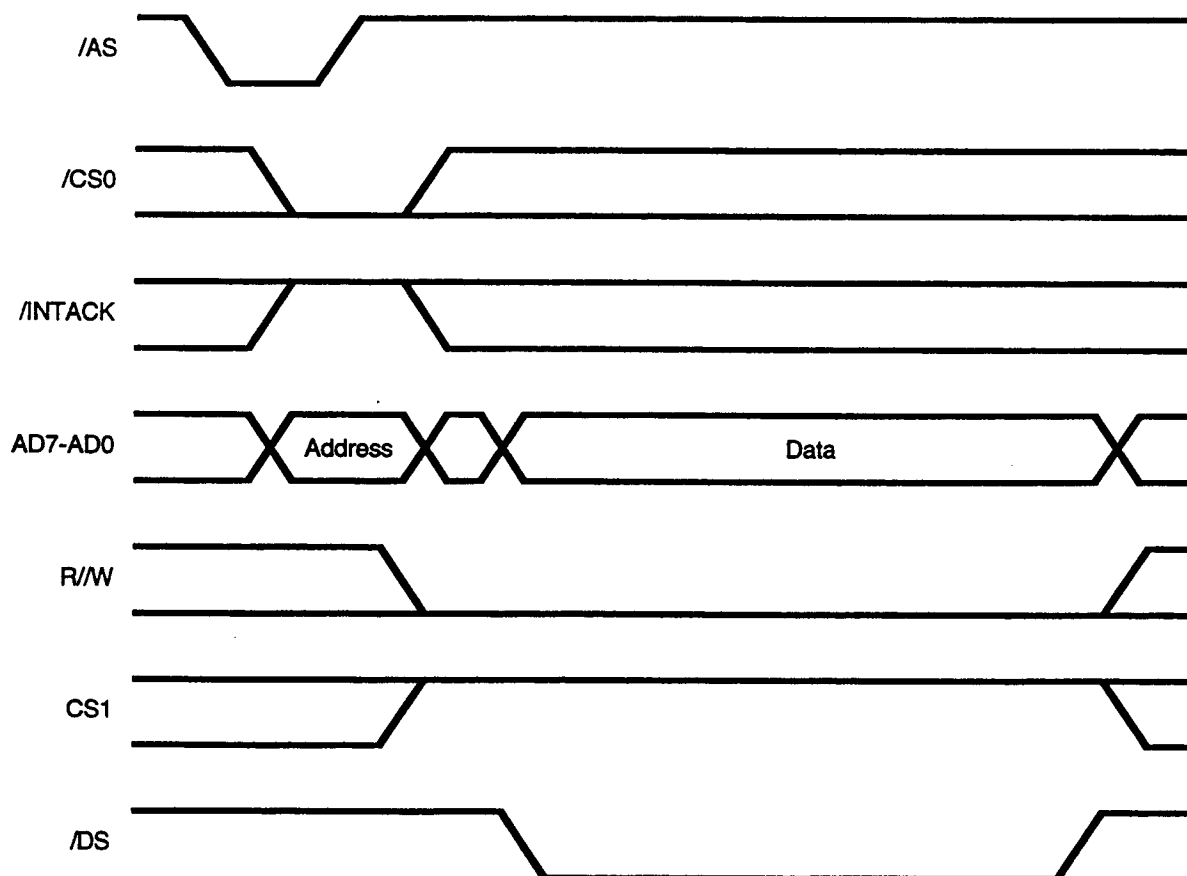 /AS
/CS0
/INTACK
AD7-AD0 Address Data
R//W
CS1
/DS